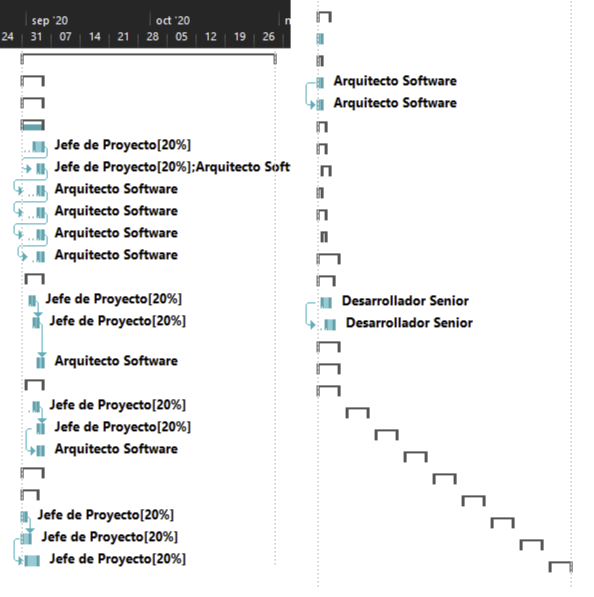 sep '20 oct '20 n
24 31 07 14 21 28 05 12 19 26
Jefe de Proyecto[20%]
Jefe de Proyecto[20%];Arquitecto Soft
Arquitecto Software
Arquitecto Software
Arquitecto Software
Arquitecto Software
Jefe de Proyecto[20%]
Jefe de Proyecto[20%]
Arquitecto Software
Jefe de Proyecto[20%]
Jefe de Proyecto[20%]
Arquitecto Software
Jefe de Proyecto[20%]
Jefe de Proyecto[20%]
Jefe de Proyecto[20%]
Arquitecto Software
Arquitecto Software
Desarrollador Senior
Desarrollador Senior